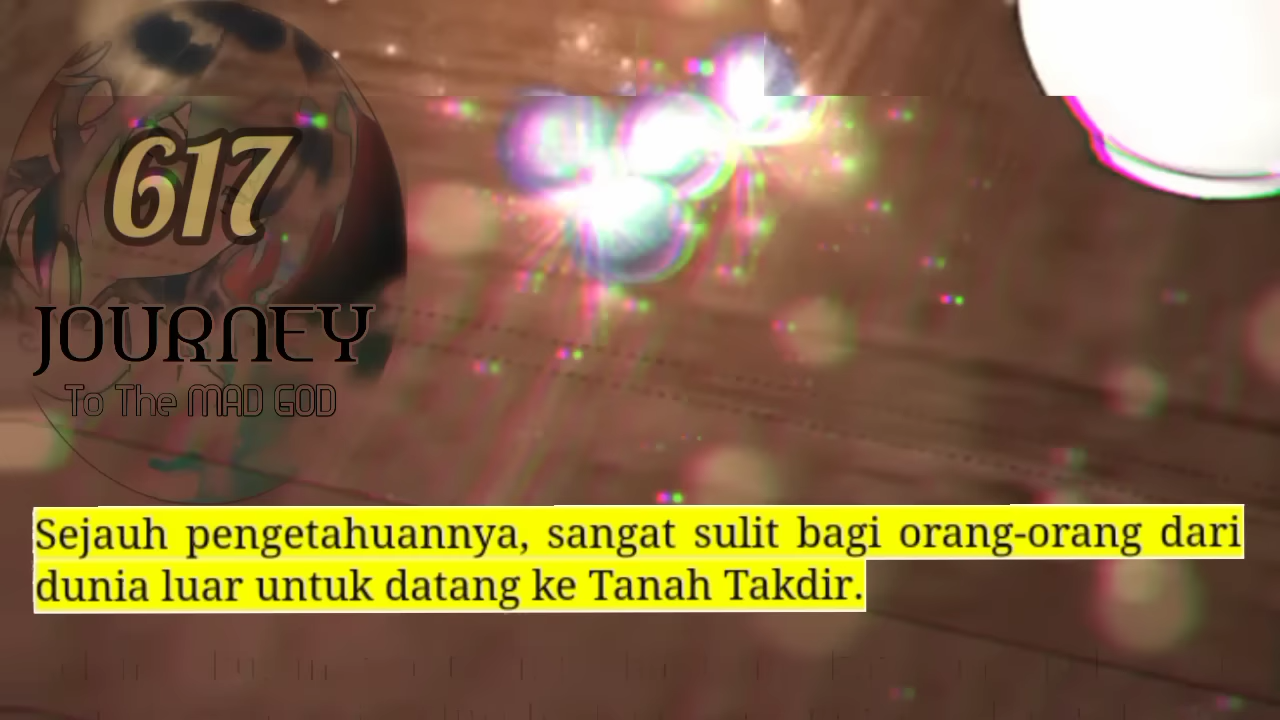 617
JOURNEY
To The MAD GOD
Sejauh pengetahuannya, sangat sulit bagi orang-orang dari
dunia luar untuk datang ke Tanah Takdir.